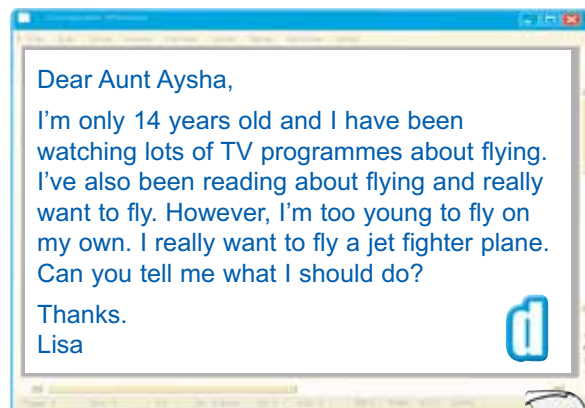 Dear Aunt Aysha,
I'm only 14 years old and I have been
watching lots of TV programmes about flying.
I've also been reading about flying and really
want to fly. However, I'm too young to fly on
my own. I really want to fly a jet fighter plane.
Can you tell me what I should do?
Thanks.
Lisa
d